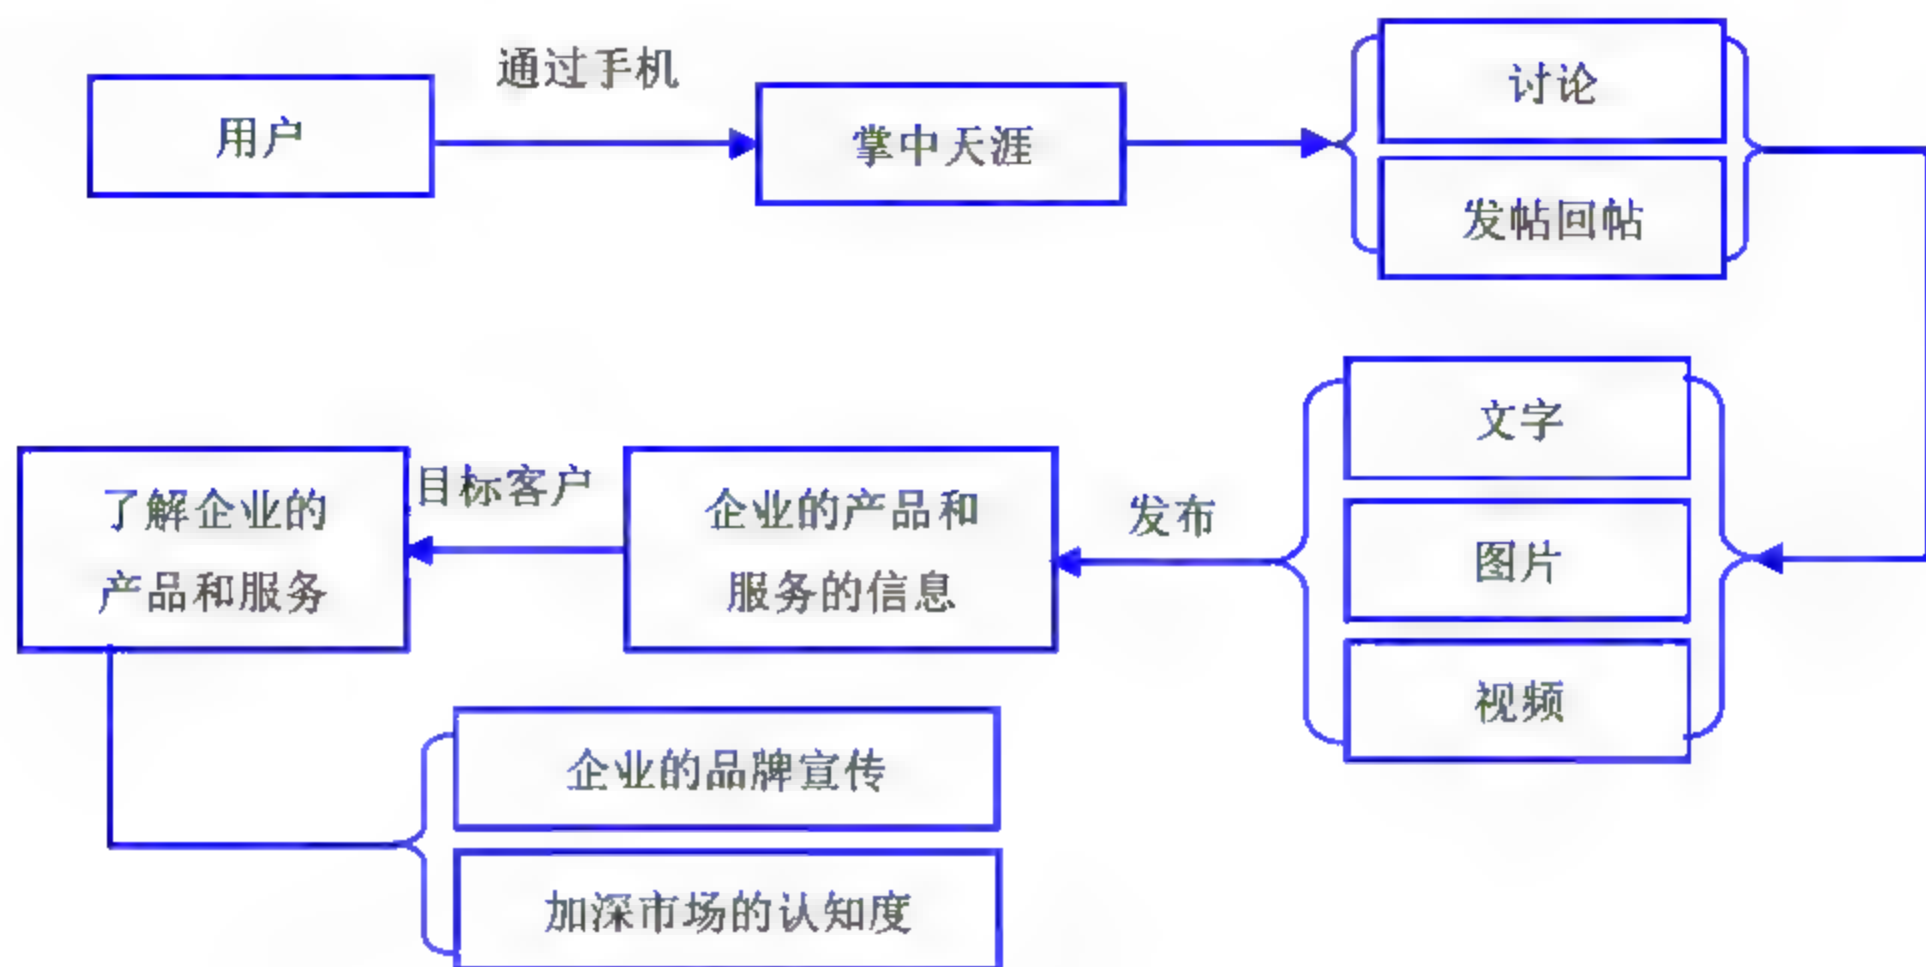 用户
通过手机
掌中天涯
讨论
发帖回帖
文字
图片
视频
发布
企业的产品和
服务的信息
目标客户
了解企业的
产品和服务
企业的品牌宣传
加深市场的认知度